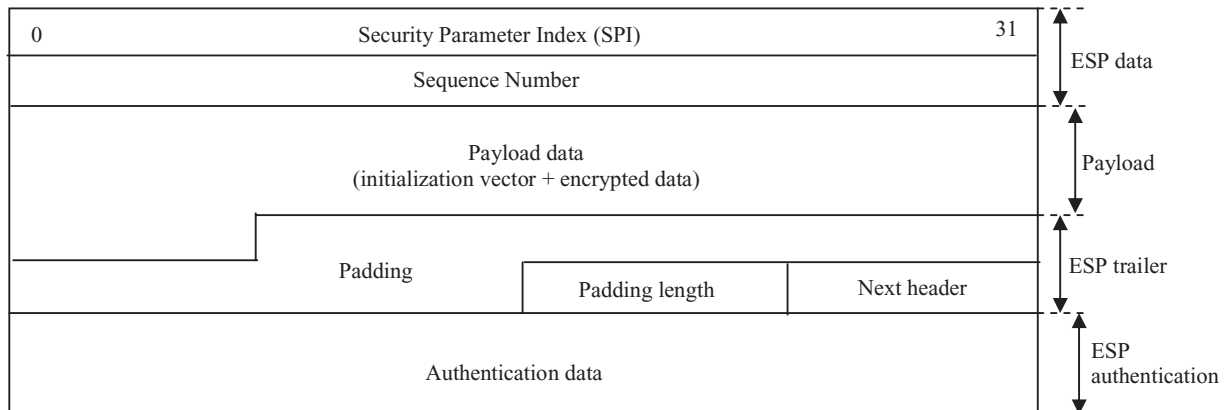 0 Security Parameter Index (SPI) 31
ESP data
Sequence Number
Payload data
(initialization vector + encrypted data)
Payload
Padding
ESP trailer
Padding length Next header
Authentication data
ESP
authentication